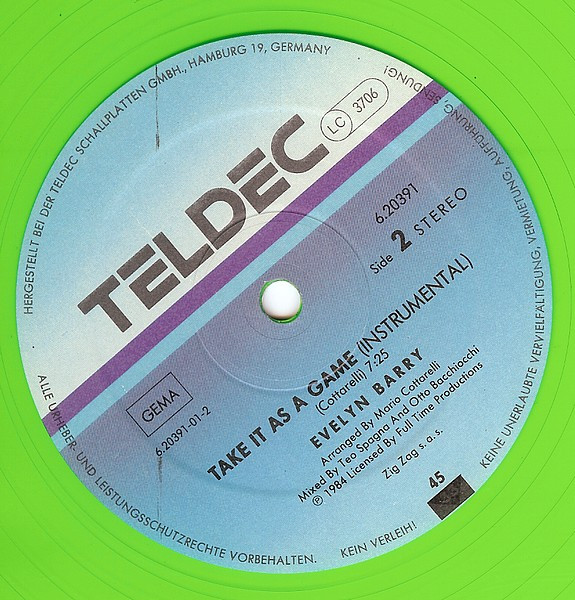 HERGESTELLT BEI DER TELDEC SCHALLPLATTEN GMBH., HAMBURG 19, GERMANY
TELDEC
LC 3706
6.20391
Side 2 STEREO
GEMA
6.20391-01-2
TAKE IT AS A GAME (INSTRUMENTAL)
(Cottarelli) 7-25
EVELYN BARRY
Arranged By Mario Cottarelli
Mixed By Teo Spagna And Otto Bacchiocchi
Ⓟ 1984 Licensed By Full Time Productions
Zig Zag s.a.s.
45
ALLE URHEBER- UND LEISTUNGSSCHUTZRECHTE VORBEHALTEN. KEIN VERLEIH! KEINE UNERLAUBTE VERVIELFÄLTIGUNG, VERMIETUNG, AUFFÜHRUNG, SENDUNG!